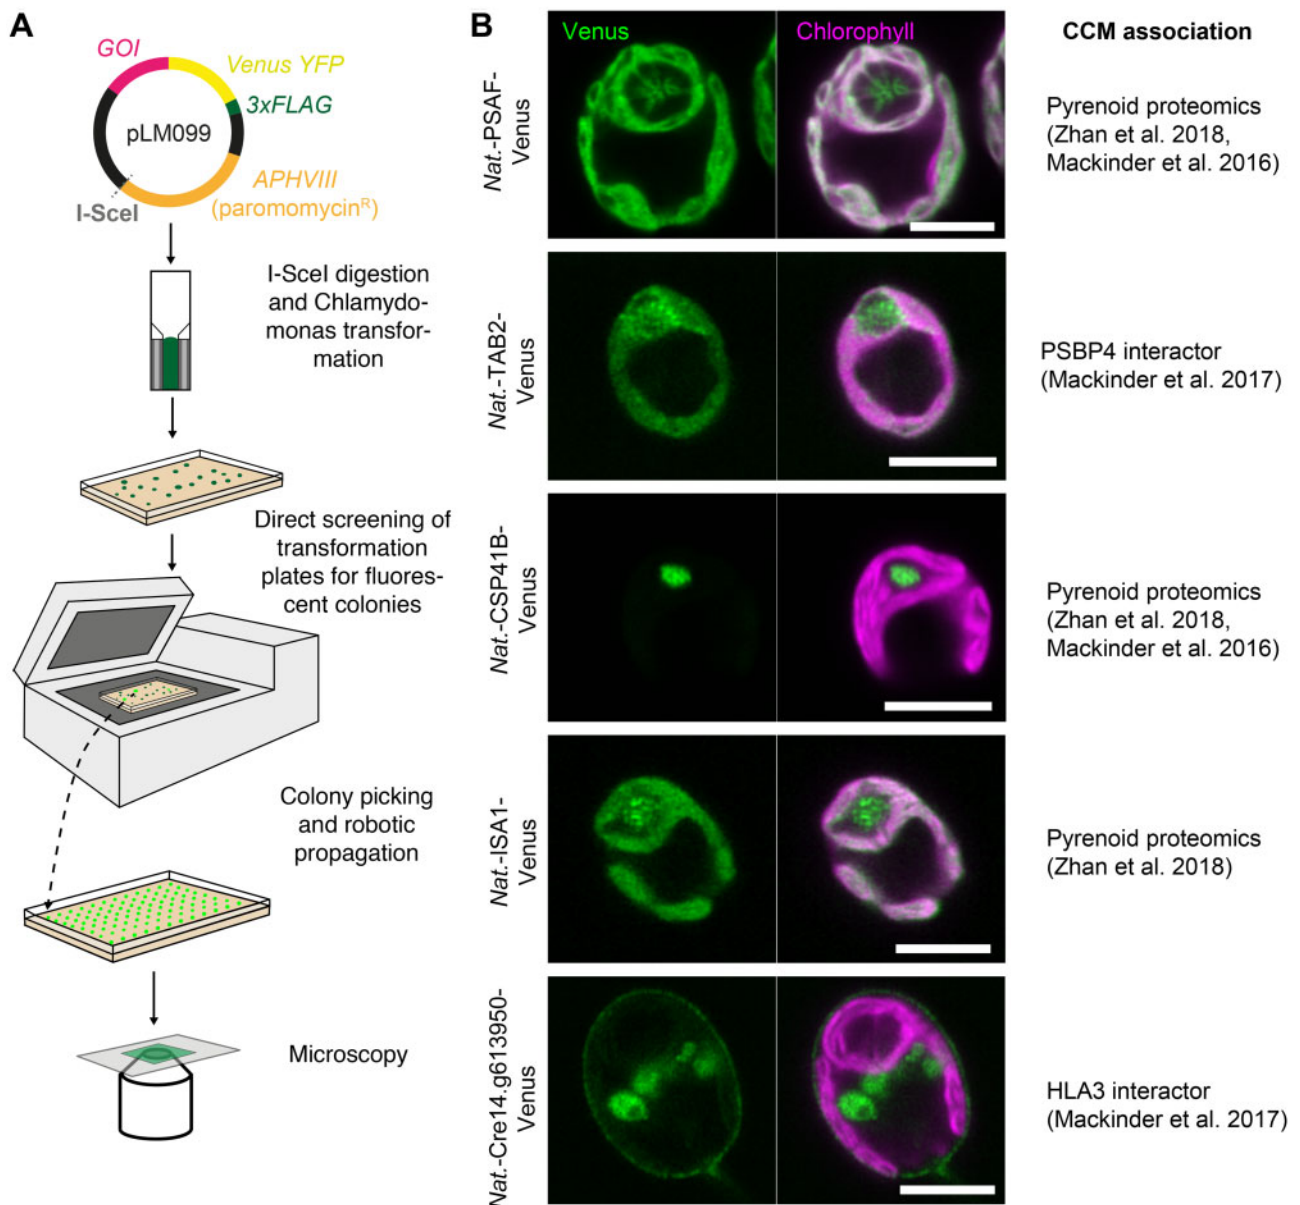 A
GOI
Venus YFP
3xFLAG
pLM099
APHVIII
(paromomycinR)
I-SceI
I-SceI digestion
and Chlamydo-
monas transfor-
mation
Direct screening of
transformation
plates for fluores-
cent colonies
Colony picking
and robotic
propagation
Microscopy
B
Venus
Chlorophyll
CCM association
Nat.-PSAF-
Venus
Pyrenoid proteomics
(Zhan et al. 2018,
Mackinder et al. 2016)
Nat.-TAB2-
Venus
PSBP4 interactor
(Mackinder et al. 2017)
Nat.-CSP41B-
Venus
Pyrenoid proteomics
(Zhan et al. 2018,
Mackinder et al. 2016)
Nat.-ISA1-
Venus
Pyrenoid proteomics
(Zhan et al. 2018)
Nat.-Cre14.g613950-
Venus
HLA3 interactor
(Mackinder et al. 2017)